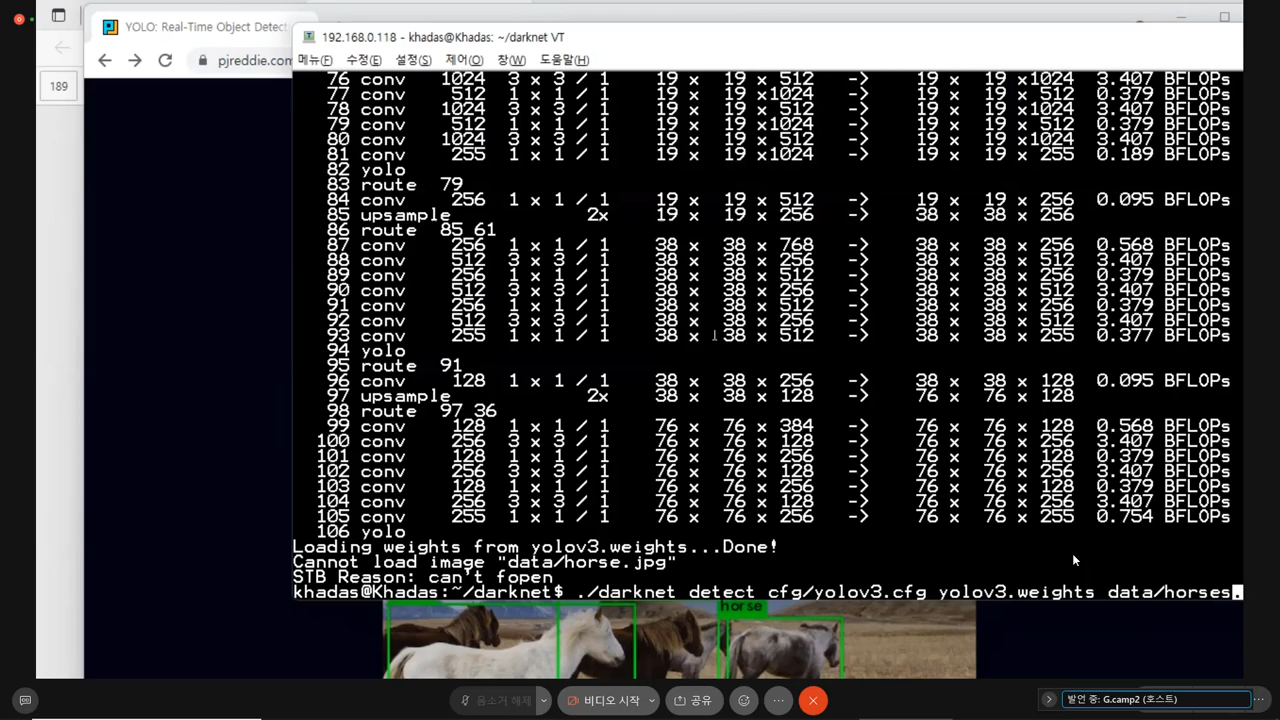 YOLO: Real-Time Object Detect
pjreddie.com
189
192.168.0.118 - khadas@Khadas: ~/darknet VT
메뉴(F) 수정(E) 설정(S) 제어(O) 창(W) 도움말(H)
76 conv 1024 3 x 3 / 1 19 x 19 x 512 -> 19 x 19 x1024 3.407 BFLOPs
77 conv 512 1 x 1 / 1 19 x 19 x1024 -> 19 x 19 x 512 0.379 BFLOPs
78 conv 1024 3 x 3 / 1 19 x 19 x 512 -> 19 x 19 x1024 3.407 BFLOPs
79 conv 512 1 x 1 / 1 19 x 19 x1024 -> 19 x 19 x 512 0.379 BFLOPs
80 conv 1024 3 x 3 / 1 19 x 19 x 512 -> 19 x 19 x1024 3.407 BFLOPs
81 conv 255 1 x 1 / 1 19 x 19 x1024 -> 19 x 19 x 255 0.189 BFLOPs
82 yolo
83 route 79
84 conv 256 1 x 1 / 1 19 x 19 x 512 -> 19 x 19 x 256 0.095 BFLOPs
85 upsample 2x 19 x 19 x 256 -> 38 x 38 x 256
86 route 85 61
87 conv 256 1 x 1 / 1 38 x 38 x 768 -> 38 x 38 x 256 0.568 BFLOPs
88 conv 512 3 x 3 / 1 38 x 38 x 256 -> 38 x 38 x 512 3.407 BFLOPs
89 conv 256 1 x 1 / 1 38 x 38 x 512 -> 38 x 38 x 256 0.379 BFLOPs
90 conv 512 3 x 3 / 1 38 x 38 x 256 -> 38 x 38 x 512 3.407 BFLOPs
91 conv 256 1 x 1 / 1 38 x 38 x 512 -> 38 x 38 x 256 0.379 BFLOPs
92 conv 512 3 x 3 / 1 38 x 38 x 256 -> 38 x 38 x 512 3.407 BFLOPs
93 conv 255 1 x 1 / 1 38 x 38 x 512 -> 38 x 38 x 255 0.377 BFLOPs
94 yolo
95 route 91
96 conv 128 1 x 1 / 1 38 x 38 x 256 -> 38 x 38 x 128 0.095 BFLOPs
97 upsample 2x 38 x 38 x 128 -> 76 x 76 x 128
98 route 97 36
99 conv 128 1 x 1 / 1 76 x 76 x 384 -> 76 x 76 x 128 0.568 BFLOPs
100 conv 256 3 x 3 / 1 76 x 76 x 128 -> 76 x 76 x 256 3.407 BFLOPs
101 conv 128 1 x 1 / 1 76 x 76 x 256 -> 76 x 76 x 128 0.379 BFLOPs
102 conv 256 3 x 3 / 1 76 x 76 x 128 -> 76 x 76 x 256 3.407 BFLOPs
103 conv 128 1 x 1 / 1 76 x 76 x 256 -> 76 x 76 x 128 0.379 BFLOPs
104 conv 256 3 x 3 / 1 76 x 76 x 128 -> 76 x 76 x 256 3.407 BFLOPs
105 conv 255 1 x 1 / 1 76 x 76 x 256 -> 76 x 76 x 255 0.754 BFLOPs
106 yolo
Loading weights from yolov3.weights...Done!
Cannot load image "data/horse.jpg"
STB Reason: can't fopen
khadas@Khadas:~/darknet$ ./darknet detect cfg/yolov3.cfg yolov3.weights data/horses.
horse
음소거 해제 비디오 시작 공유 발언 중: G.camp2 (호스트)